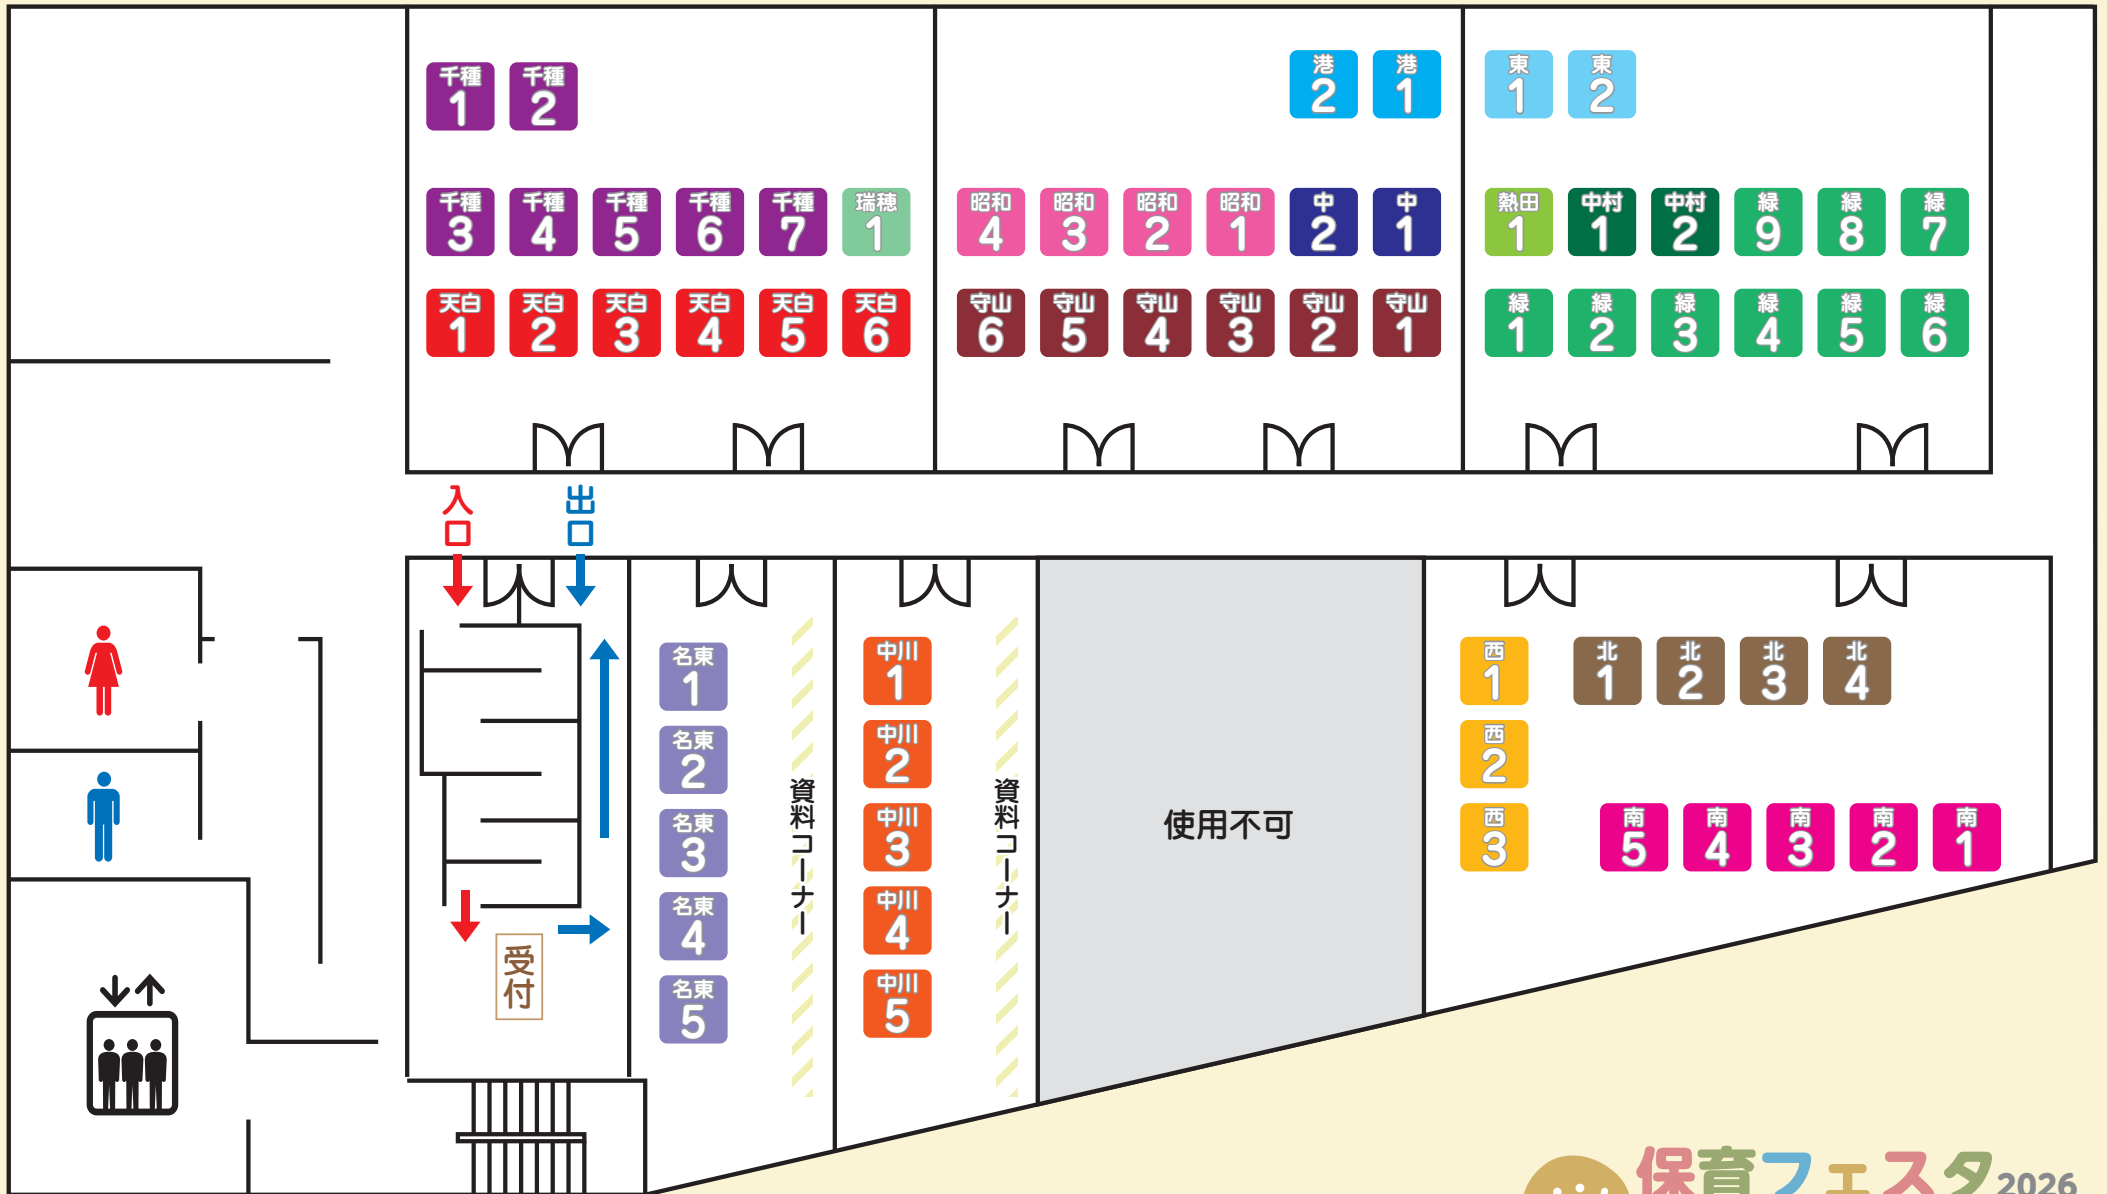 千種 1
千種 2
港 2
港 1
東 1
東 2
千種 3
千種 4
千種 5
千種 6
千種 7
瑞穂 1
昭和 4
昭和 3
昭和 2
昭和 1
中 2
中 1
熱田 1
中村 1
中村 2
緑 9
緑 8
緑 7
天白 1
天白 2
天白 3
天白 4
天白 5
天白 6
守山 6
守山 5
守山 4
守山 3
守山 2
守山 1
緑 1
緑 2
緑 3
緑 4
緑 5
緑 6
入口
出口
受付
名東 1
名東 2
名東 3
名東 4
名東 5
資料コーナー
中川 1
中川 2
中川 3
中川 4
中川 5
資料コーナー
使用不可
西 1
西 2
西 3
北 1
北 2
北 3
北 4
南 5
南 4
南 3
南 2
南 1
保育フェスタ2026